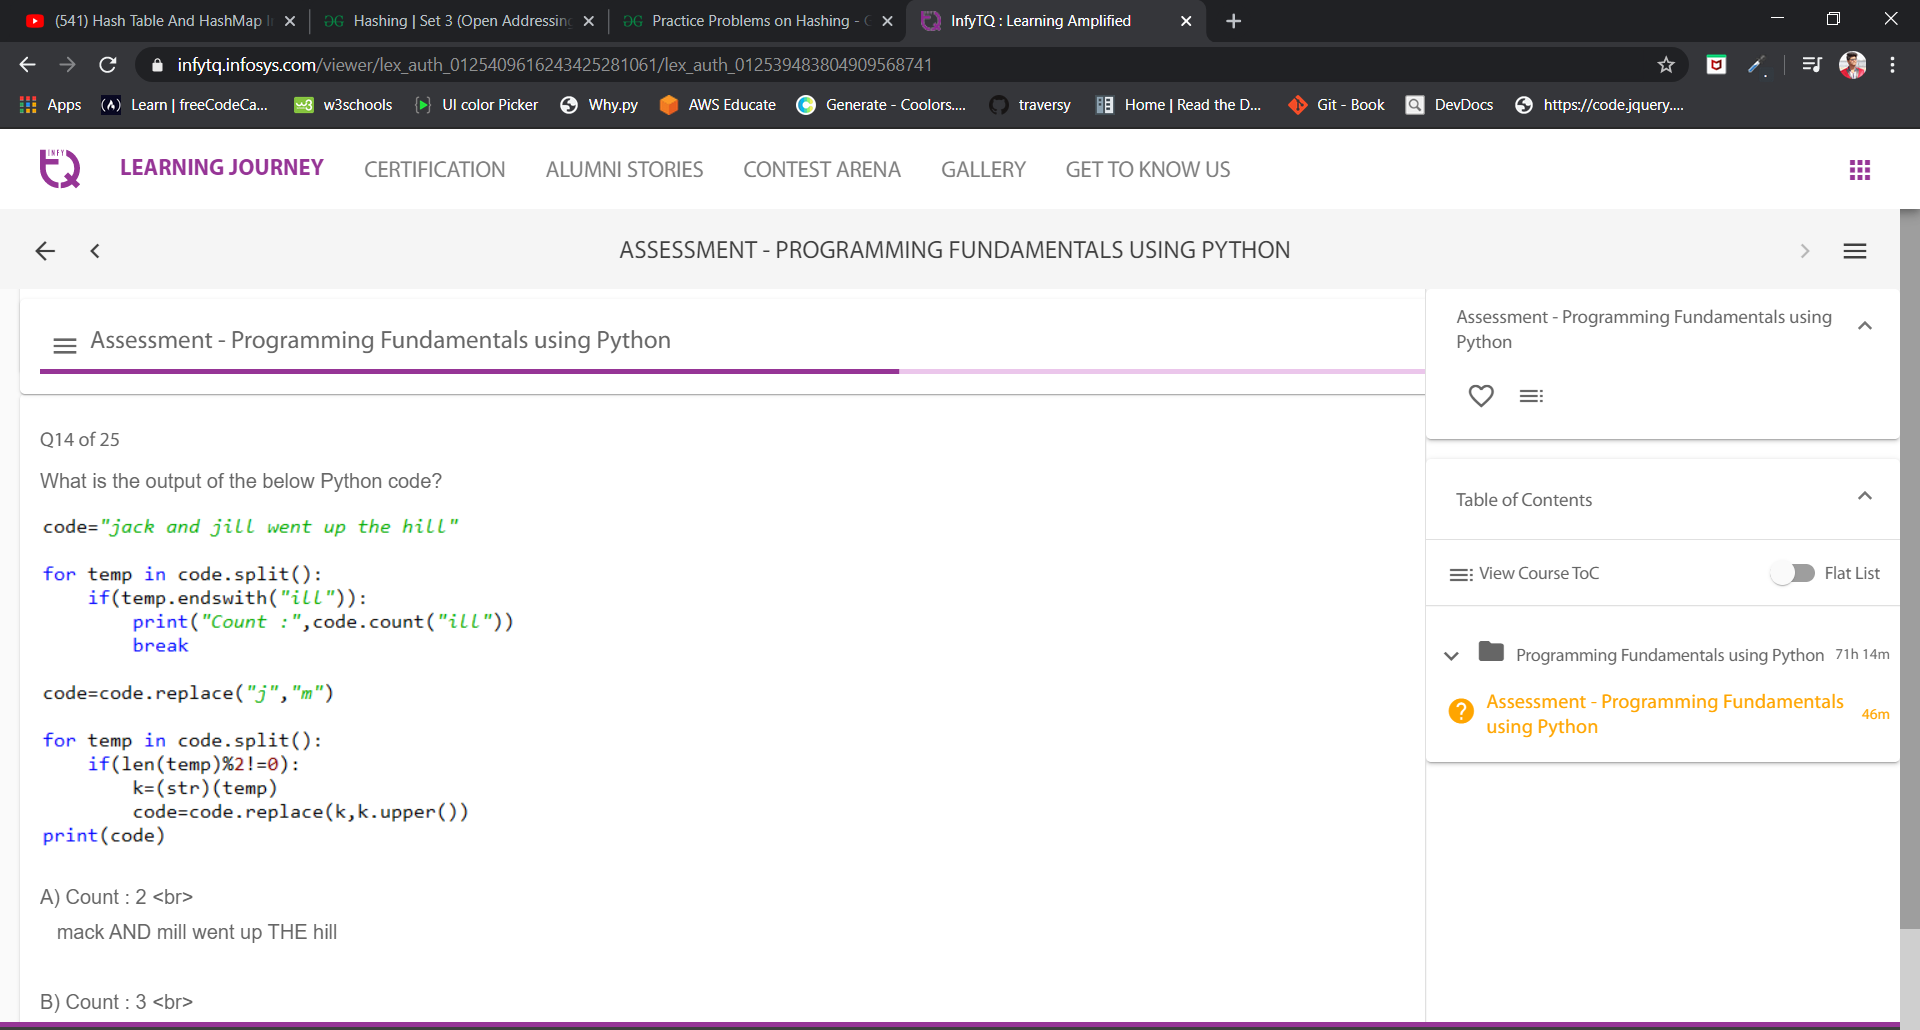 (541) Hash Table And HashMap I
Hashing | Set 3 (Open Addressing
Practice Problems on Hashing - G
InfyTQ : Learning Amplified
infytq.infosys.com/viewer/lex_auth_0125409616243425281061/lex_auth_012539483804909568741
Apps
Learn | freeCodeCa...
w3schools
UI color Picker
Why.py
AWS Educate
Generate - Coolors....
traversy
Home | Read the D...
Git - Book
DevDocs
https://code.jquery....
INFY
TQ
LEARNING JOURNEY
CERTIFICATION
ALUMNI STORIES
CONTEST ARENA
GALLERY
GET TO KNOW US
ASSESSMENT - PROGRAMMING FUNDAMENTALS USING PYTHON
Assessment - Programming Fundamentals using Python
Q14 of 25
What is the output of the below Python code?
code="jack and jill went up the hill"
for temp in code.split():
    if(temp.endswith("ill")):
        print("Count :",code.count("ill"))
        break
code=code.replace("j","m")
for temp in code.split():
    if(len(temp)%2!=0):
        k=(str)(temp)
        code=code.replace(k,k.upper())
print(code)
A) Count : 2 <br>
mack AND mill went up THE hill
B) Count : 3 <br>
Assessment - Programming Fundamentals using
Python
Table of Contents
View Course ToC
Flat List
Programming Fundamentals using Python 71h 14m
Assessment - Programming Fundamentals
using Python
46m